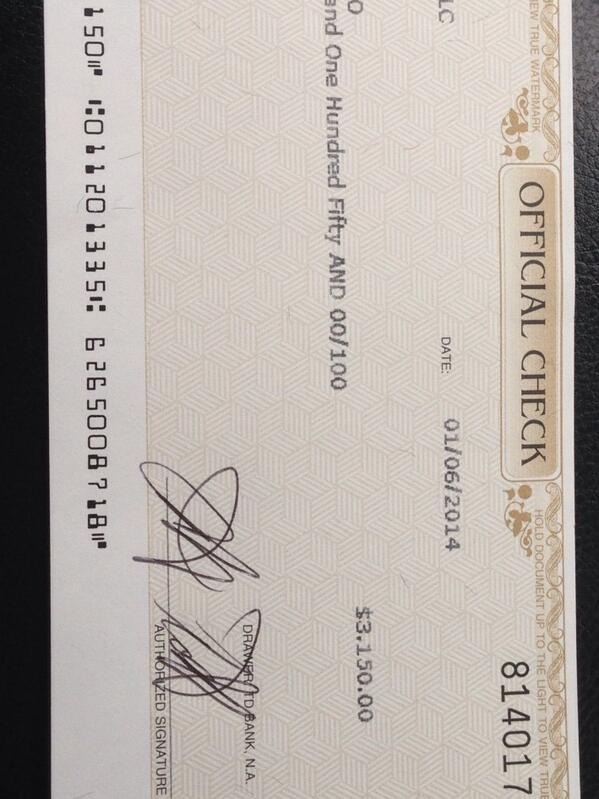 IEW TRUE WATERMARK HOLD DOCUMENT UP TO THE LIGHT TO VIEW TRUE
OFFICIAL CHECK
814017
LC
DATE: 01/06/2014
O
$3,150.00
and One Hundred Fifty AND 00/100
DRAWER: TD BANK, N.A.
AUTHORIZED SIGNATURE
150⑈ ⑆011201335⑆ 6265008718⑈